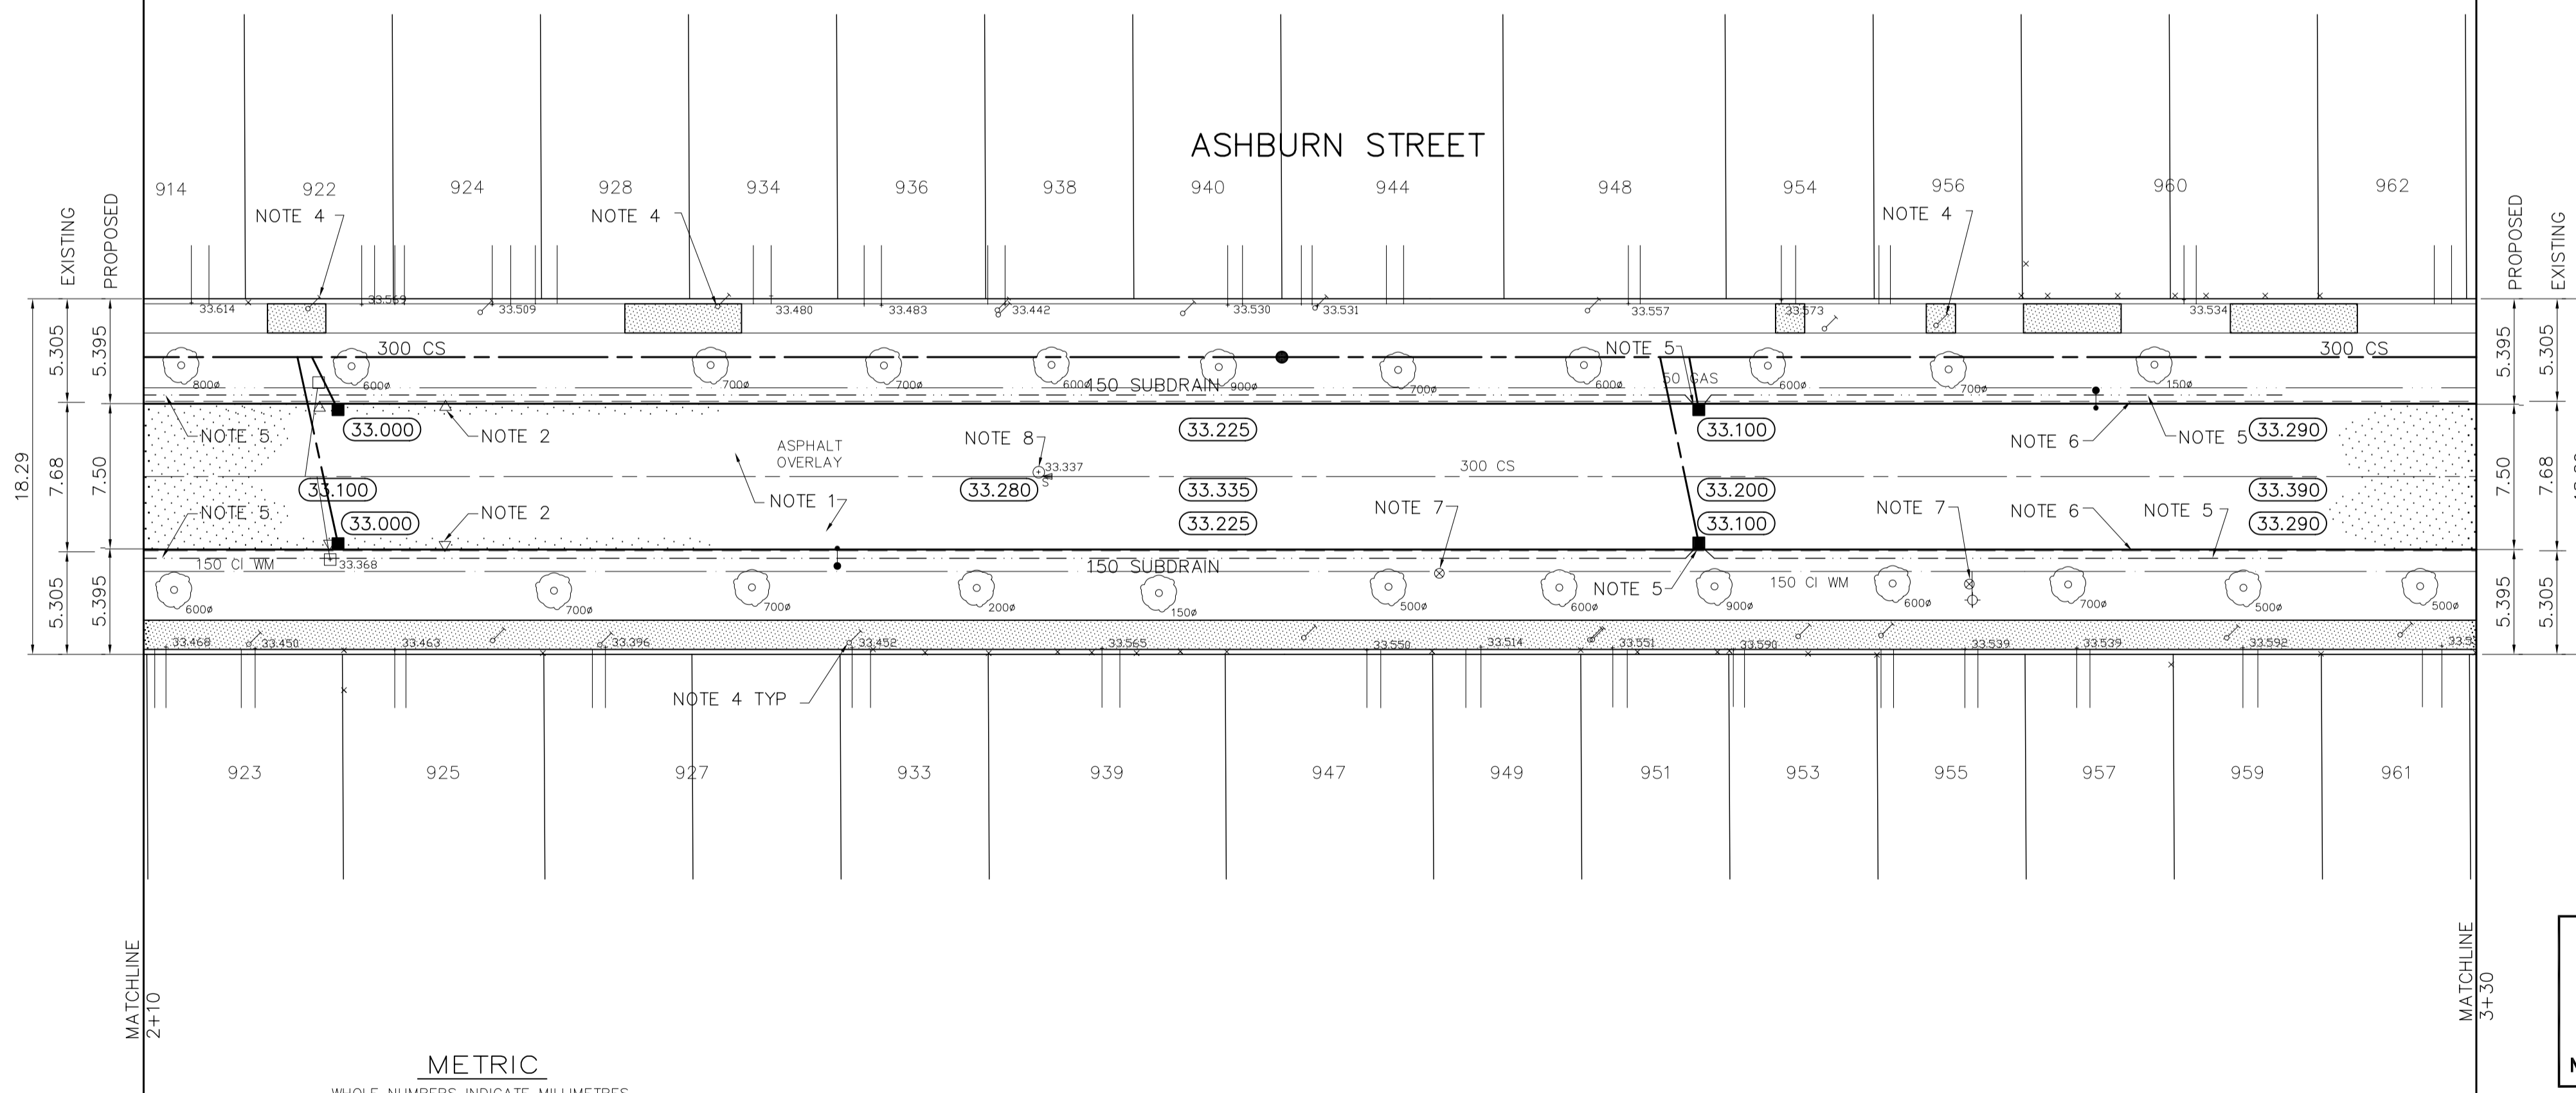 ASHBURN STREET
914 922 924 928 934 936 938 940 944 948 954 956 960 962
NOTE 4 NOTE 4 NOTE 4
EXISTING PROPOSED
PROPOSED EXISTING
33.614 33.509 33.480 33.483 33.442 33.530 33.531 33.557 33.573 33.534
18.29 5.305 5.395
5.395 5.305
300 CS NOTE 5 300 CS
800ø 600ø 700ø 700ø 600ø 900ø 700ø 600ø 600ø 700ø 150ø
150 SUBDRAIN 50 GAS
NOTE 5 33.000 NOTE 2 NOTE 8 33.225 33.100 NOTE 6 NOTE 5 33.290
ASPHALT
OVERLAY
33.337
S
300 CS
7.68 7.50
7.50 7.68
33.100 NOTE 1 33.280 33.335 33.200 33.390
NOTE 5 33.000 NOTE 2 33.225 NOTE 7 33.100 NOTE 7 NOTE 6 NOTE 5 33.290
150 CI WM 33.368 150 SUBDRAIN NOTE 5 150 CI WM
5.305 5.395
5.395 5.305
600ø 700ø 700ø 200ø 150ø 500ø 600ø 900ø 600ø 700ø 500ø 500ø
33.468 33.450 33.463 33.396 33.452 33.565 33.550 33.514 33.551 33.590 33.539 33.539 33.592
NOTE 4 TYP
923 925 927 933 939 947 949 951 953 955 957 959 961
MATCHLINE
2+10
MATCHLINE
3+30
METRIC
WHOLE NUMBERS INDICATE MILLIMETRES